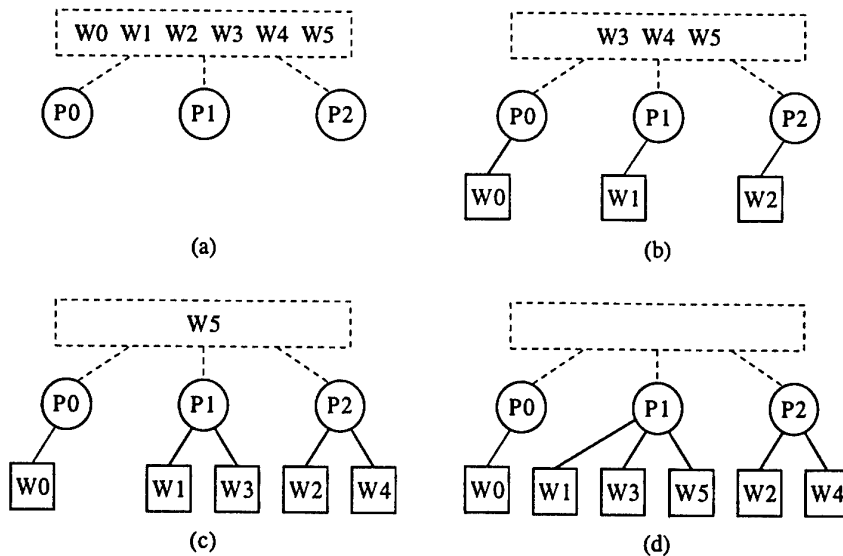 W0 W1 W2 W3 W4 W5
P0 P1 P2
(a)
W3 W4 W5
P0 P1 P2
W0 W1 W2
(b)
W5
P0 P1 P2
W0 W1 W3 W2 W4
(c)
P0 P1 P2
W0 W1 W3 W5 W2 W4
(d)